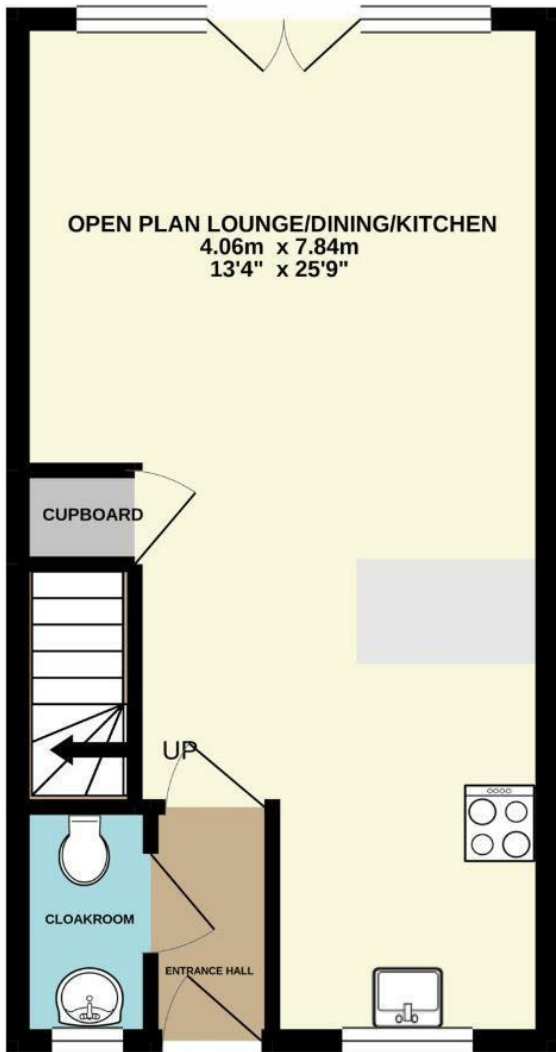 OPEN PLAN LOUNGE/DINING/KITCHEN
4.06m x 7.84m
13'4" x 25'9"
CUPBOARD
UP
CLOAKROOM
ENTRANCE HALL